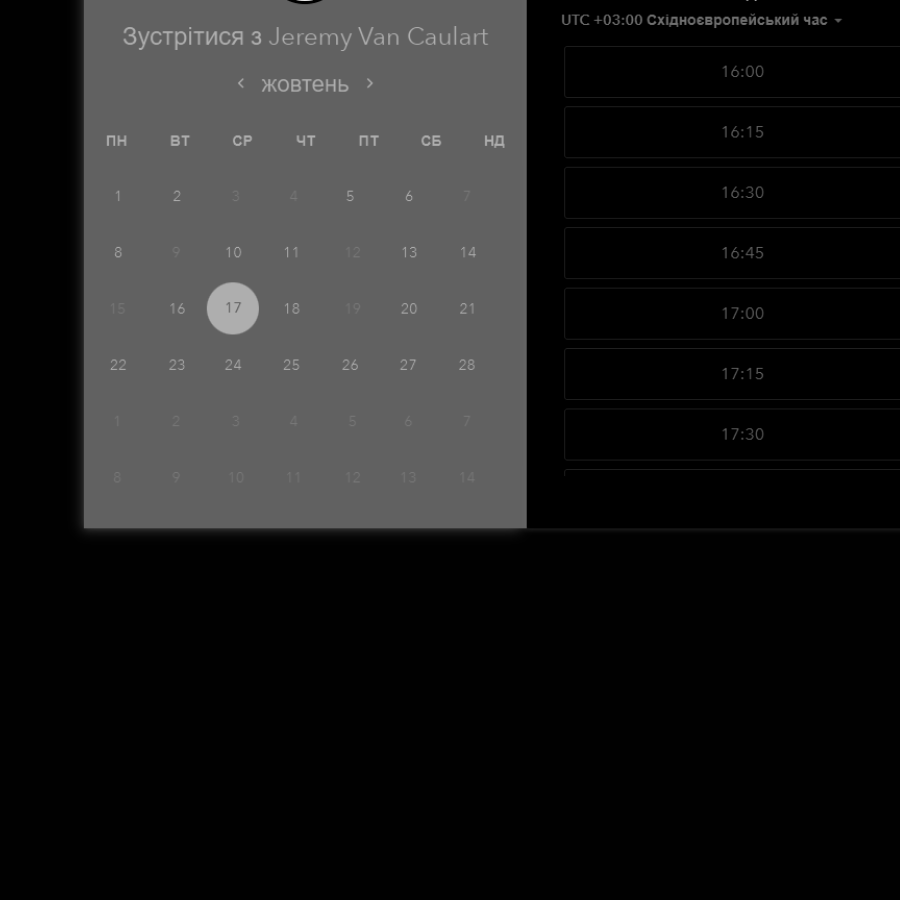 Зустрітися з Jeremy Van Caulart
жовтень
ПН ВТ СР ЧТ ПТ СБ НД
1 2 3 4 5 6 7
8 9 10 11 12 13 14
15 16 17 18 19 20 21
22 23 24 25 26 27 28
1 2 3 4 5 6 7
8 9 10 11 12 13 14
UTC +03:00 Східноєвропейський час
16:00
16:15
16:30
16:45
17:00
17:15
17:30